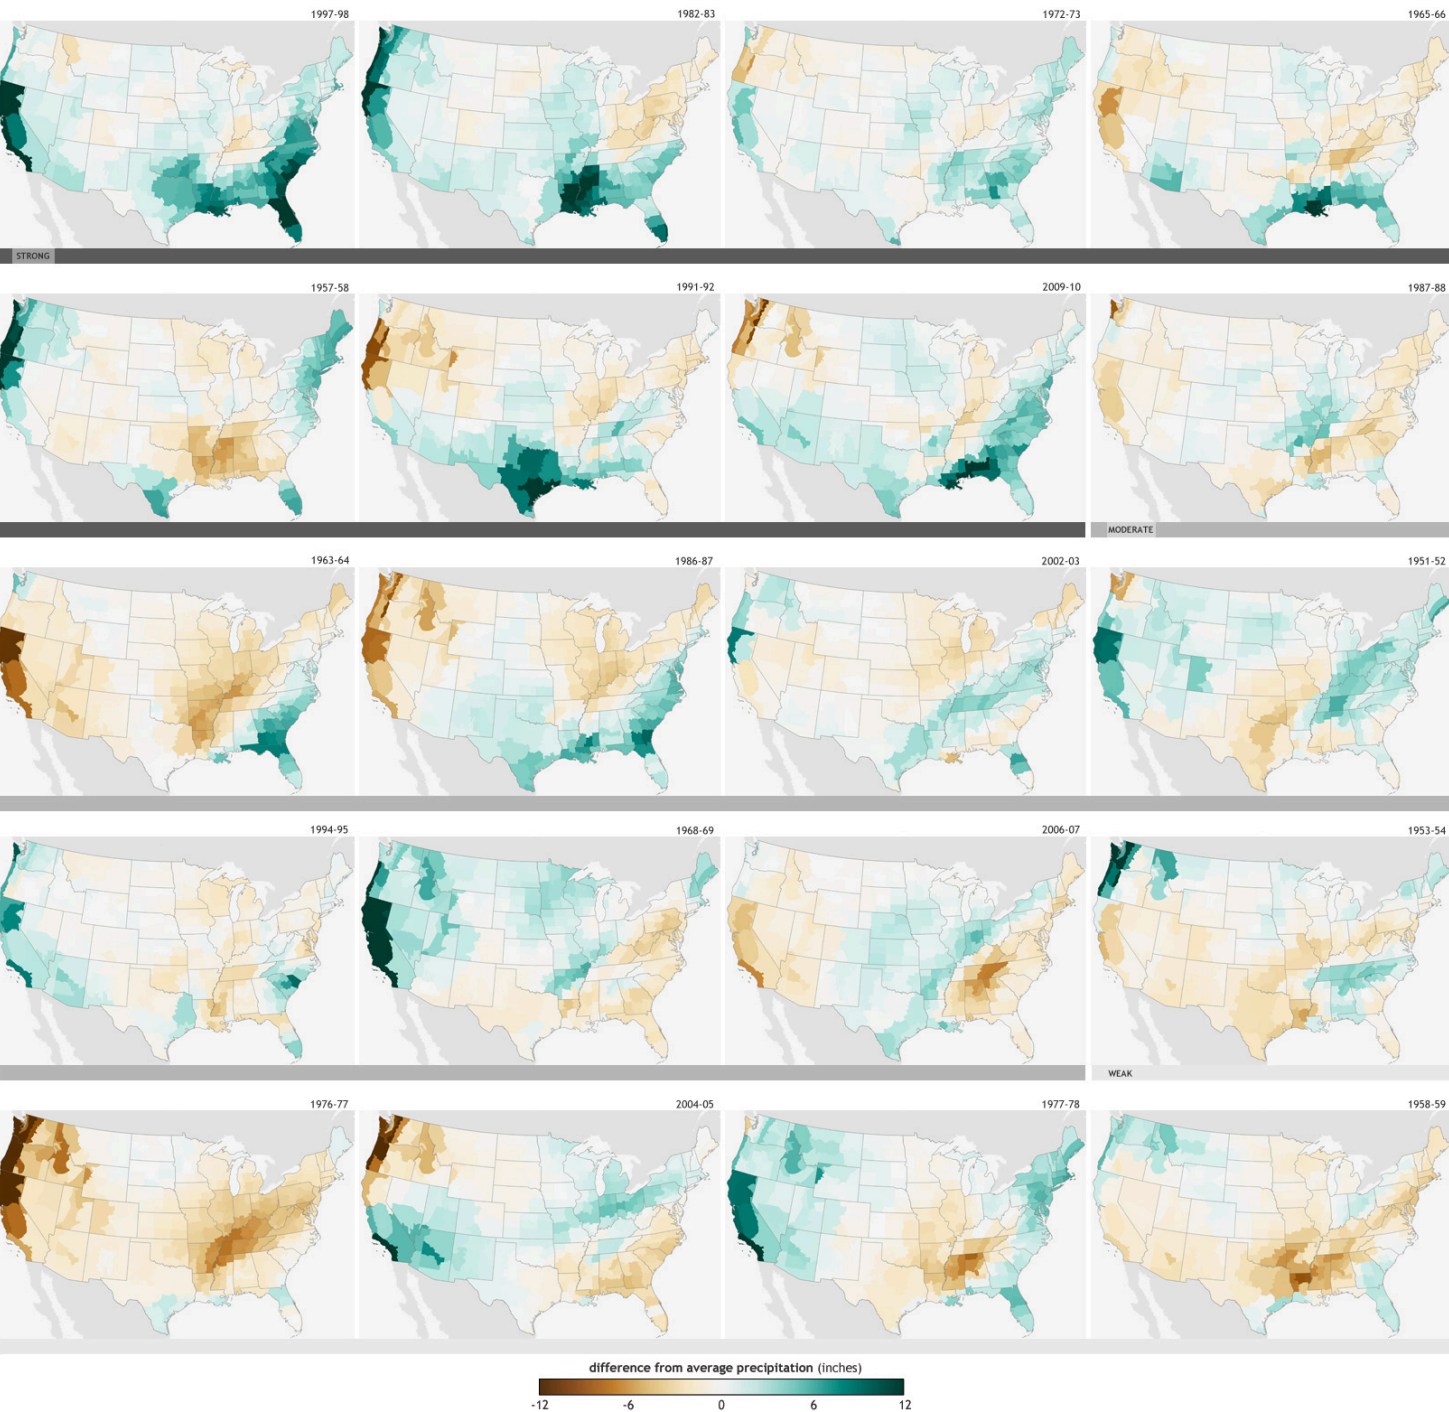 1997-98 1982-83 1972-73 1965-66
STRONG
1957-58 1991-92 2009-10 1987-88
MODERATE
1963-64 1986-87 2002-03 1951-52
1994-95 1968-69 2006-07 1953-54
WEAK
1976-77 2004-05 1977-78 1958-59
difference from average precipitation (inches)
-12 -6 0 6 12